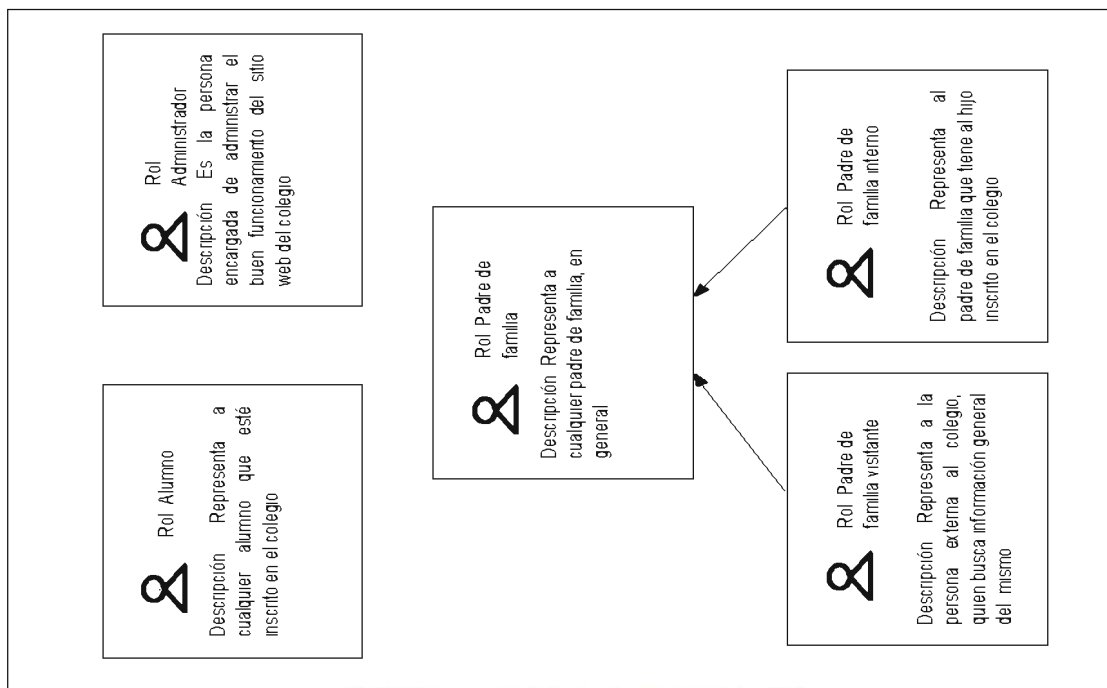 Rol Alumno
Descripción Representa a
cualquier alumno que esté
inscrito en el colegio
Rol
Administrador
Descripción Es la persona
encargada de administrar el
buen funcionamiento del sitio
web del colegio
Rol Padre de
familia
Descripción Representa a
cualquier padre de familia, en
general
Rol Padre de
familia visitante
Descripción Representa a la
persona externa al colegio,
quien busca información general
del mismo
Rol Padre de
familia interno
Descripción Representa al
padre de familia que tiene al hijo
inscrito en el colegio